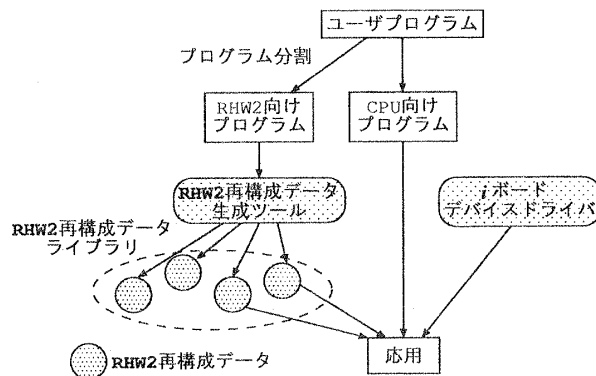 ユーザプログラム
プログラム分割
RHW2向け
プログラム
CPU向け
プログラム
RHW2再構成データ
生成ツール
iボード
デバイスドライバ
RHW2再構成データ
ライブラリ
RHW2再構成データ
応用